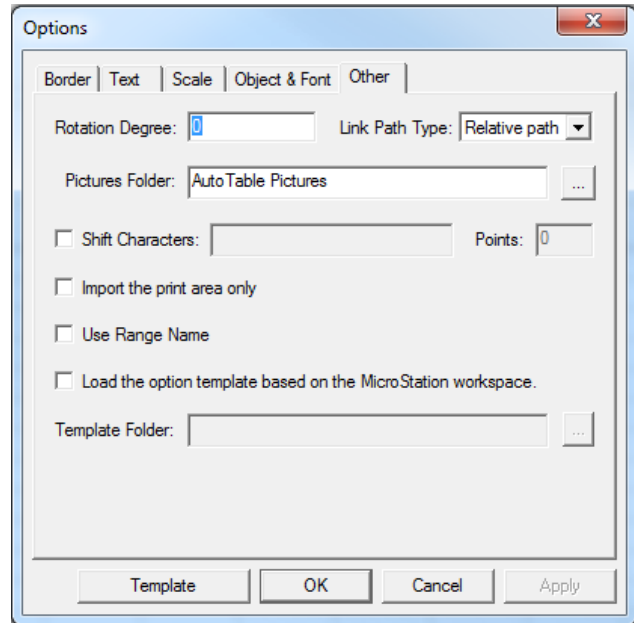 Options
Border Text Scale Object & Font Other
Rotation Degree: 0 Link Path Type: Relative path
Pictures Folder: AutoTable Pictures ...
Shift Characters: Points: 0
Import the print area only
Use Range Name
Load the option template based on the MicroStation workspace.
Template Folder: ...
Template OK Cancel Apply